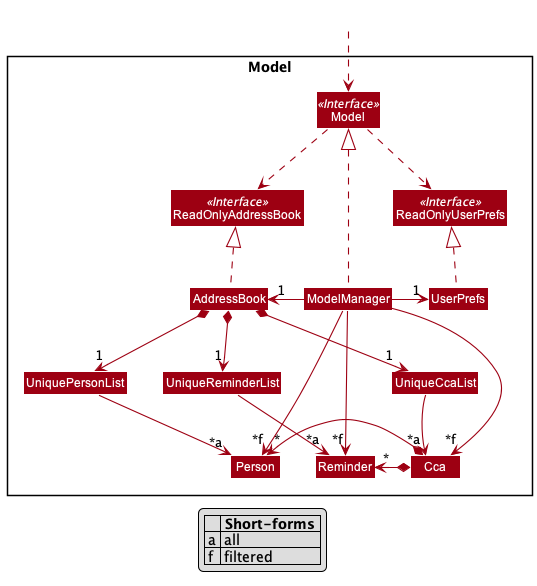 Model
«Interface»
Model
«Interface»
ReadOnlyAddressBook
«Interface»
ReadOnlyUserPrefs
AddressBook
1
ModelManager
1
UserPrefs
1
1
1
UniquePersonList
UniqueReminderList
UniqueCcaList
*a
*f
*
*a
*f
*a
*f
Person
Reminder
*
Cca
Short-forms
a all
f filtered